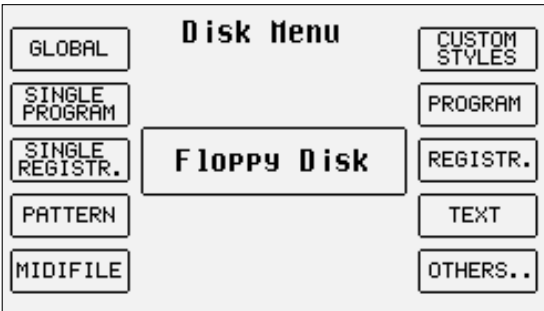 Disk Menu
GLOBAL
SINGLE
PROGRAM
SINGLE
REGISTR.
PATTERN
MIDIFILE
Floppy Disk
CUSTOM
STYLES
PROGRAM
REGISTR.
TEXT
OTHERS..